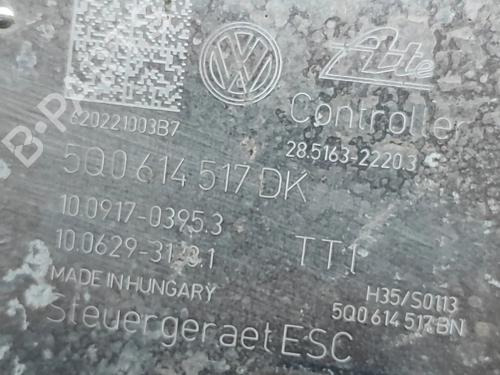 Ate
Controller
620221003B7
28.5163-2220.3
5Q0 614 517 DK
10.0917-0395.3
TT1
MADE IN HUNGARY
H35/S0113
5Q0 614 517 BN
Steuergeraet ESC